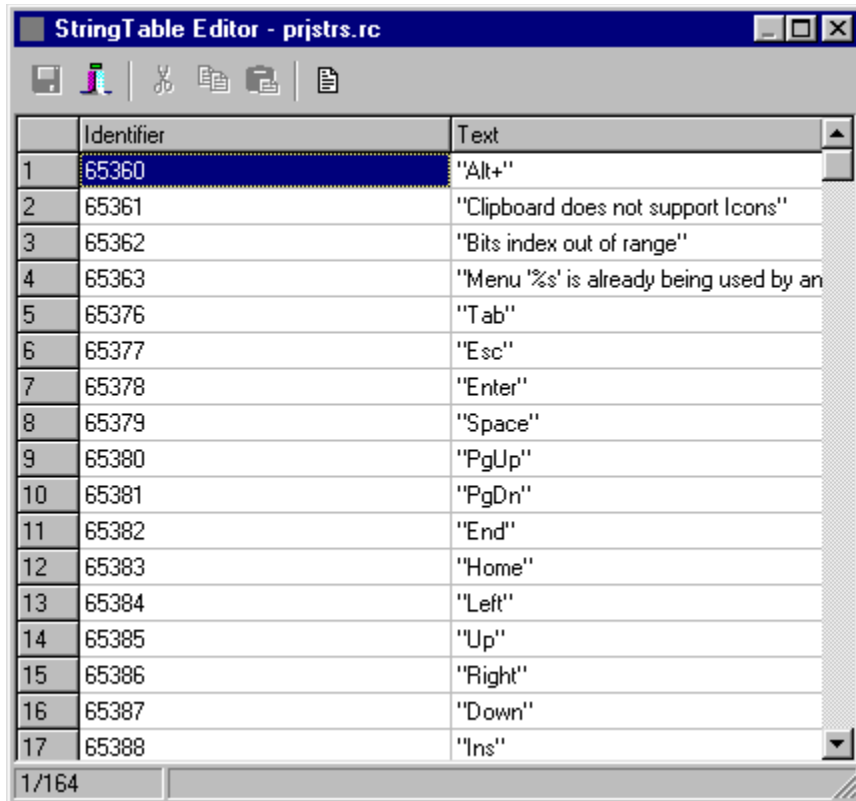 StringTable Editor - prjstrs.rc
Identifier Text
1 65360 "Alt+"
2 65361 "Clipboard does not support Icons"
3 65362 "Bits index out of range"
4 65363 "Menu '%s' is already being used by an
5 65376 "Tab"
6 65377 "Esc"
7 65378 "Enter"
8 65379 "Space"
9 65380 "PgUp"
10 65381 "PgDn"
11 65382 "End"
12 65383 "Home"
13 65384 "Left"
14 65385 "Up"
15 65386 "Right"
16 65387 "Down"
17 65388 "Ins"
1/164